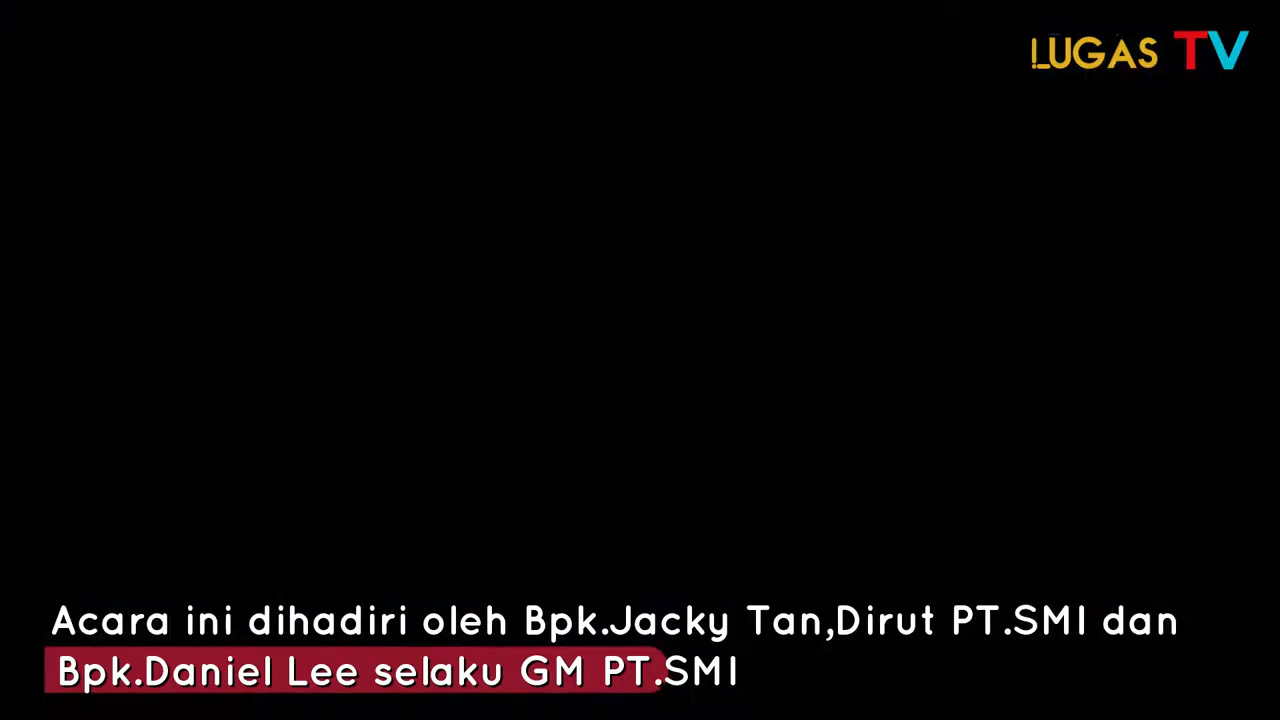 LUGAS TV
Acara ini dihadiri oleh Bpk.Jacky Tan,Dirut PT.SMI dan
Bpk.Daniel Lee selaku GM PT.SMI